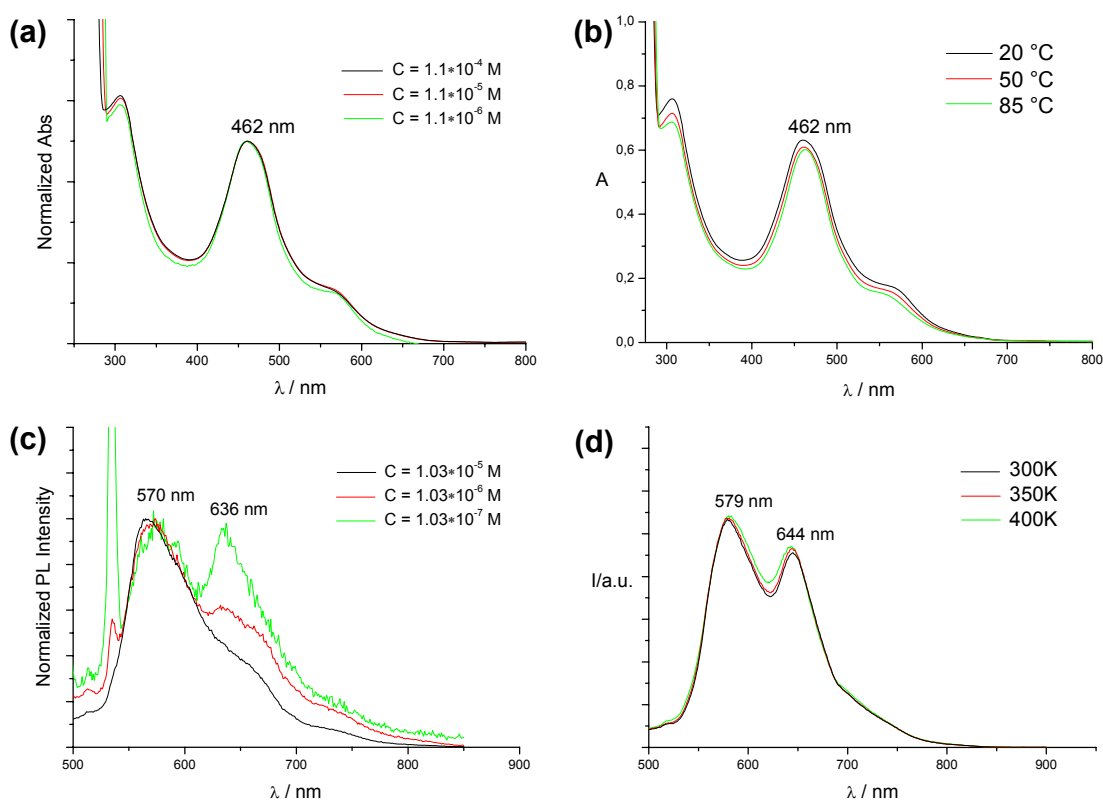 (a)
C = 1.1*10⁻⁴ M
C = 1.1*10⁻⁵ M
C = 1.1*10⁻⁶ M
462 nm
Normalized Abs
300 400 500 600 700 800
λ / nm
(b)
20 °C
50 °C
85 °C
462 nm
1,0
0,8
0,6
A
0,4
0,2
0,0
300 400 500 600 700 800
λ / nm
(c)
C = 1.03*10⁻⁵ M
C = 1.03*10⁻⁶ M
C = 1.03*10⁻⁷ M
570 nm
636 nm
Normalized PL Intensity
500 600 700 800 900
λ / nm
(d)
300K
350K
400K
579 nm
644 nm
I/a.u.
500 600 700 800 900
λ / nm